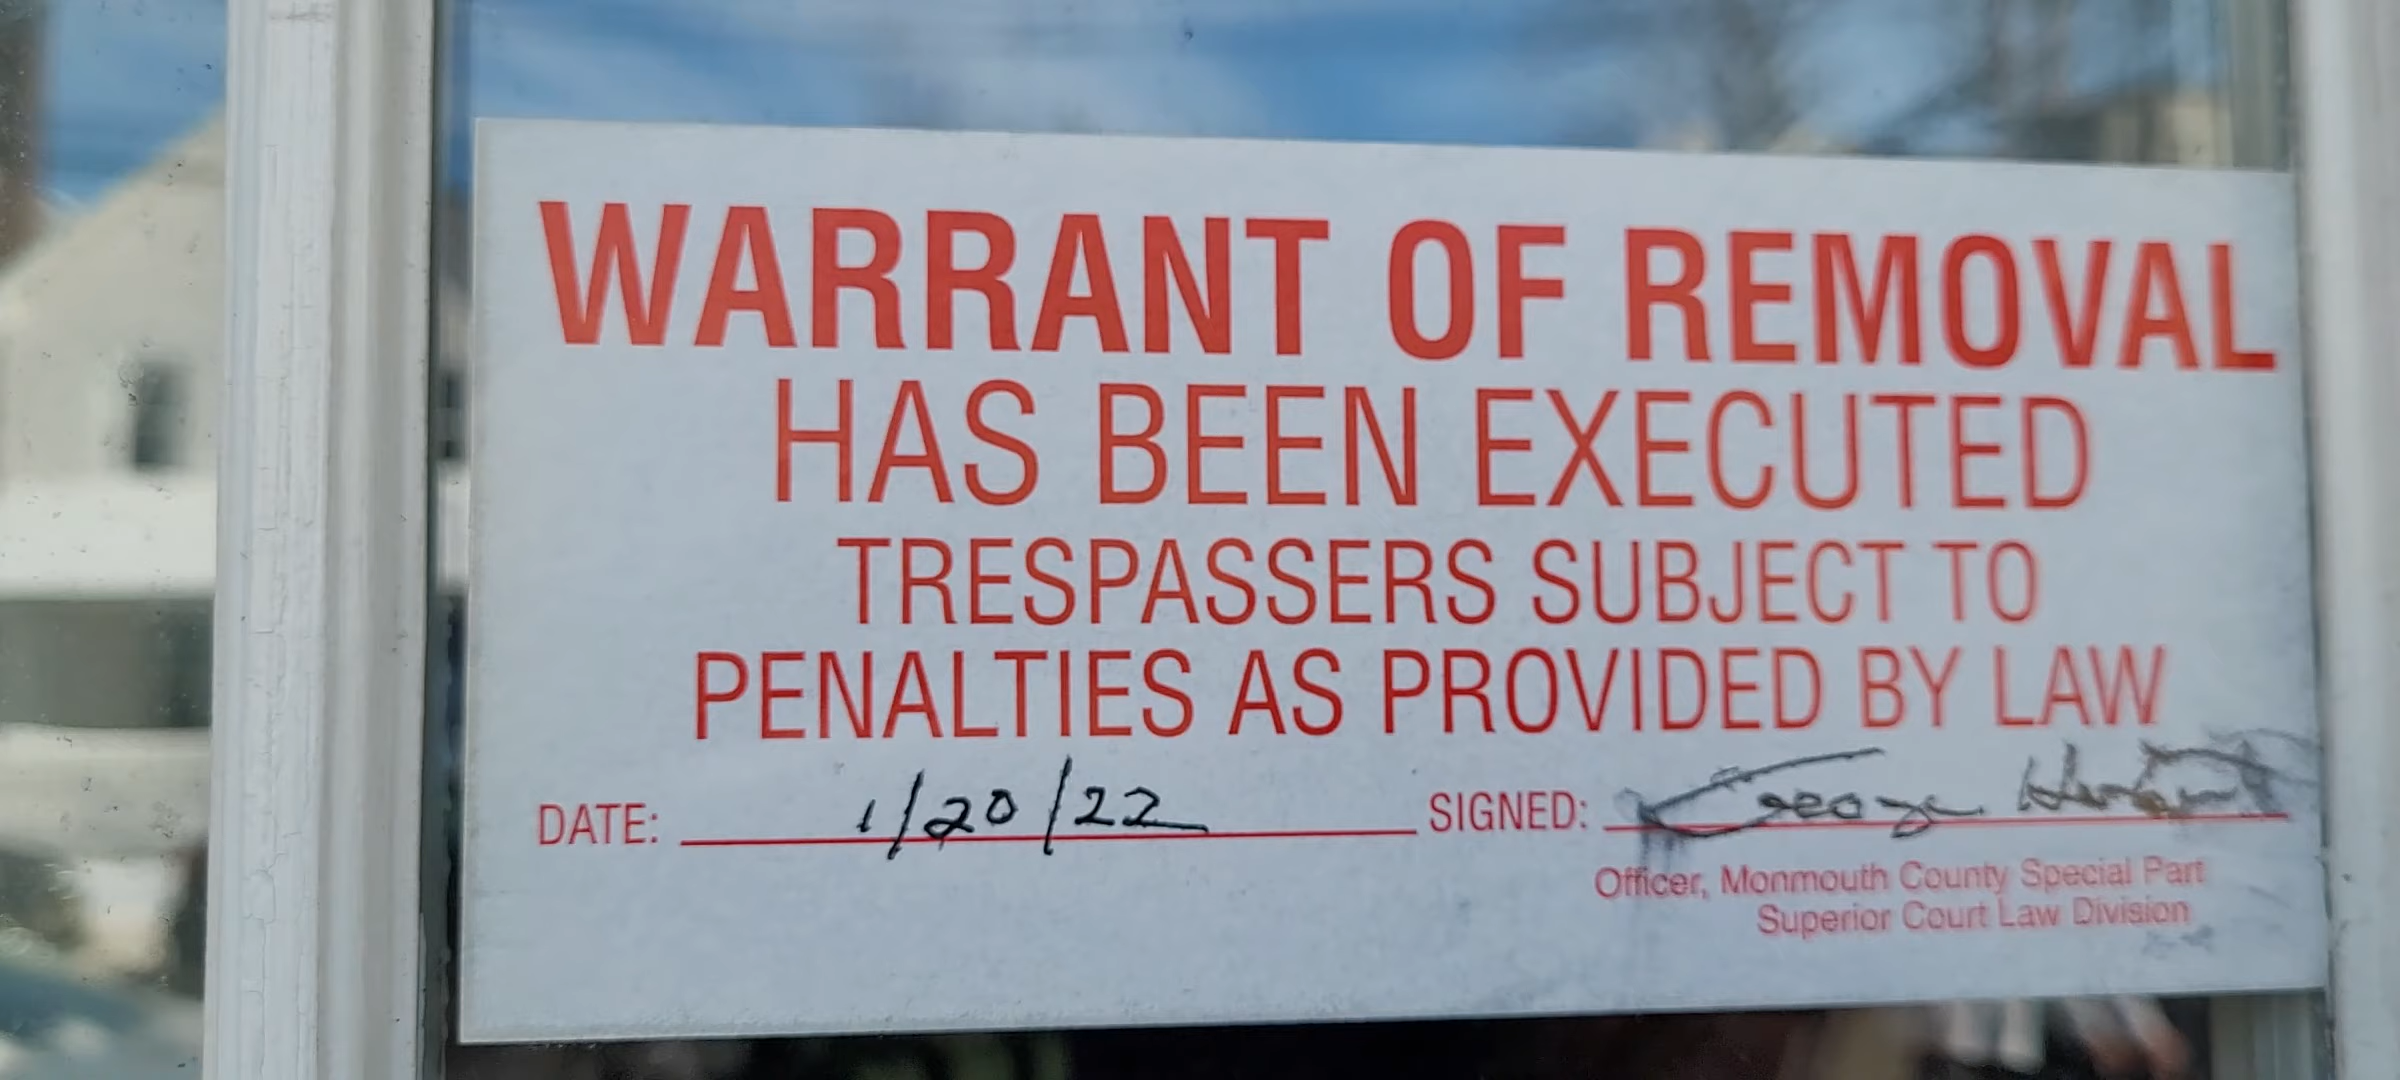 WARRANT OF REMOVAL
HAS BEEN EXECUTED
TRESPASSERS SUBJECT TO
PENALTIES AS PROVIDED BY LAW
DATE: 1/20/22 SIGNED: George
Officer, Monmouth County Special Part
Superior Court Law Division